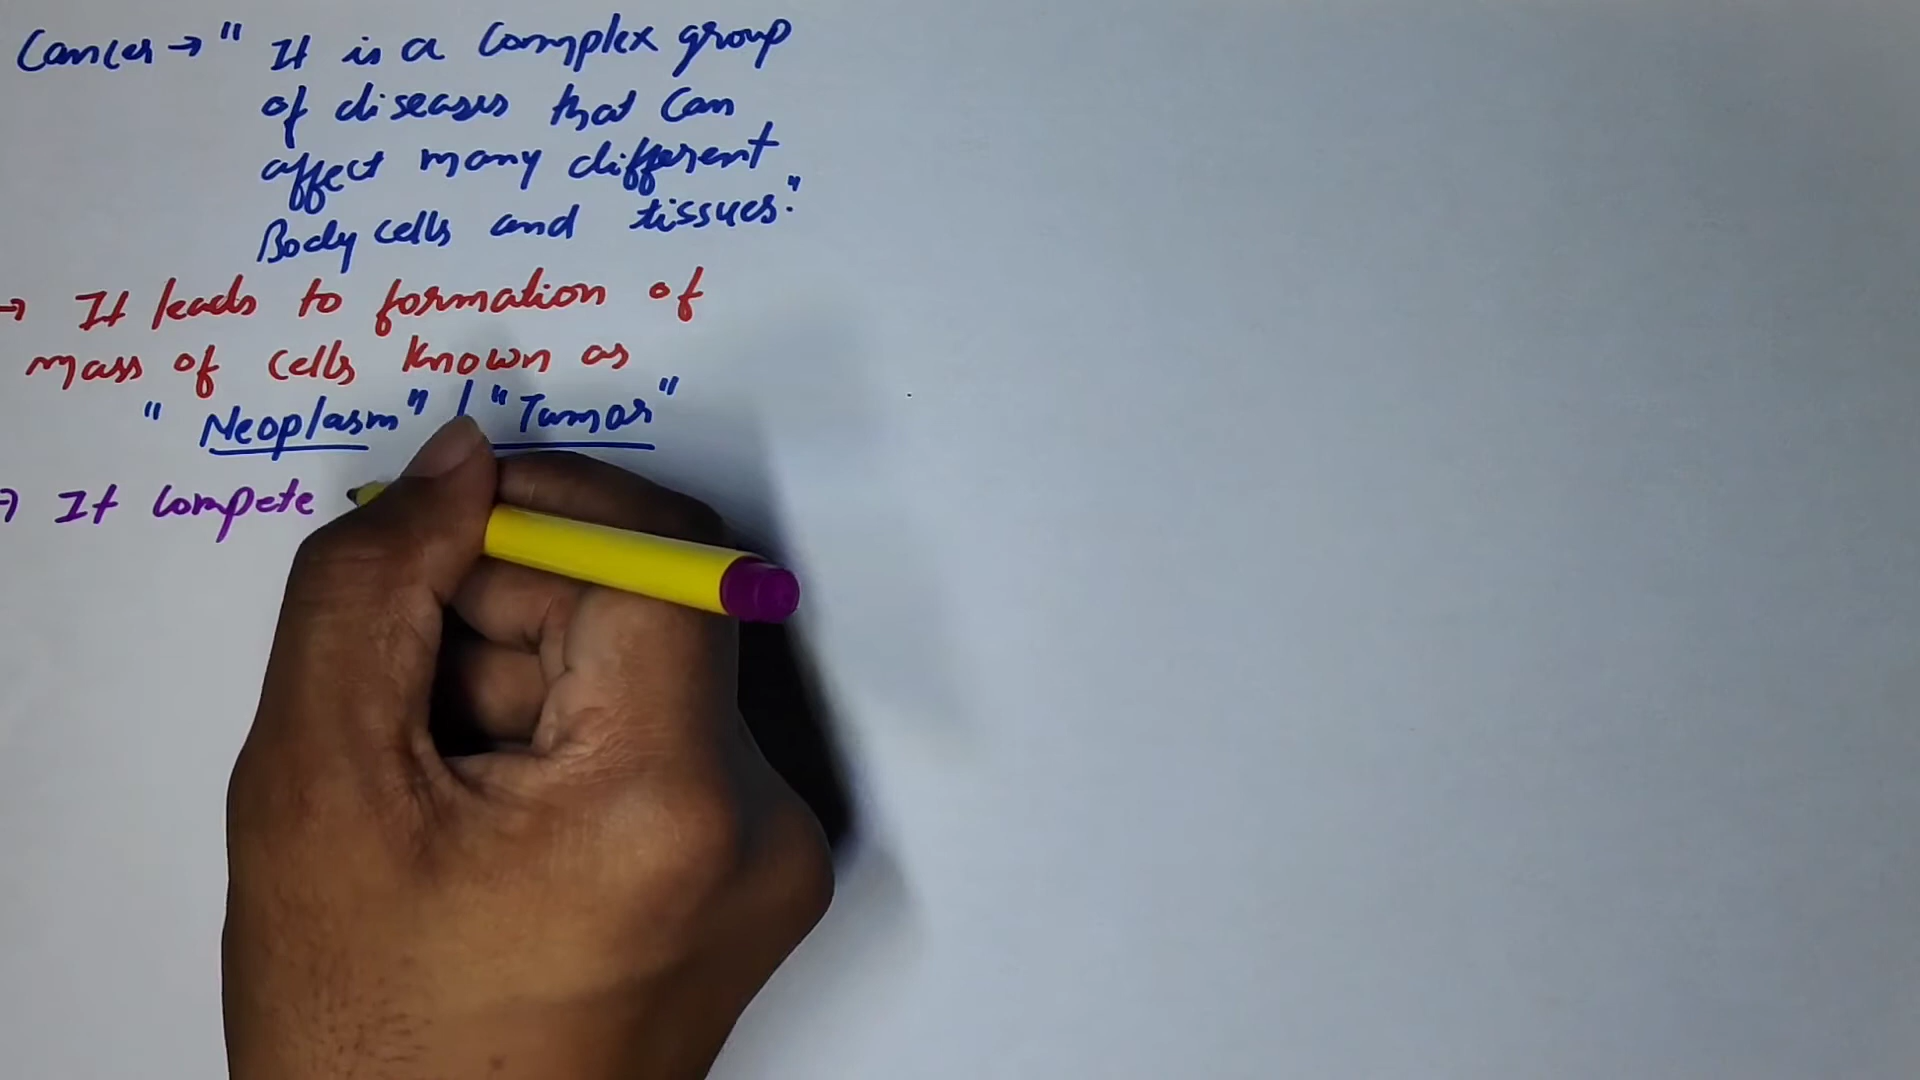 Cancer → " It is a Complex group
of diseases that Can
affect many different
Body cells and tissues."
→ It leads to formation of
mass of cells known as
" Neoplasm" / "Tumor"
→ It compete